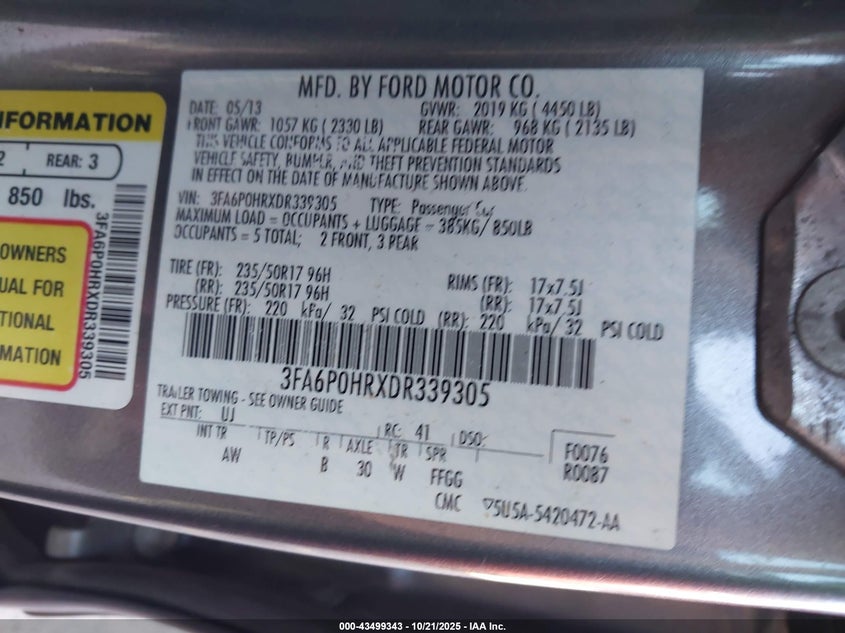 MFD. BY FORD MOTOR CO.
DATE: 05/13 GVWR: 2019 KG ( 4450 LB)
FRONT GAWR: 1057 KG ( 2330 LB) REAR GAWR: 968 KG ( 2135 LB)
THIS VEHICLE CONFORMS TO ALL APPLICABLE FEDERAL MOTOR
VEHICLE SAFETY, BUMPER, AND THEFT PREVENTION STANDARDS
IN EFFECT ON THE DATE OF MANUFACTURE SHOWN ABOVE.
VIN: 3FA6P0HRXDR339305 TYPE: Passenger
MAXIMUM LOAD = OCCUPANTS + LUGGAGE = 385KG/ 850LB
OCCUPANTS = 5 TOTAL; 2 FRONT, 3 REAR
TIRE (FR): 235/50R17 96H RIMS (FR): 17x7.5J
(RR): 235/50R17 96H (RR): 17x7.5J
PRESSURE (FR): 220 kPa/ 32 PSI COLD (RR): 220 kPa/ 32 PSI COLD
3FA6P0HRXDR339305
TRAILER TOWING - SEE OWNER GUIDE
EXT PNT: UJ RC: 41 DSO:
INT TR TP/PS R AXLE TR SPR F0076
AW B 30 W FFGG R0087
CMC 5U5A-5420472-AA
INFORMATION
2 REAR: 3
850 lbs.
OWNERS
UAL FOR
TIONAL
RMATION
3FA6P0HRXDR339305
000-43499343 | 10/21/2025 - IAA Inc.